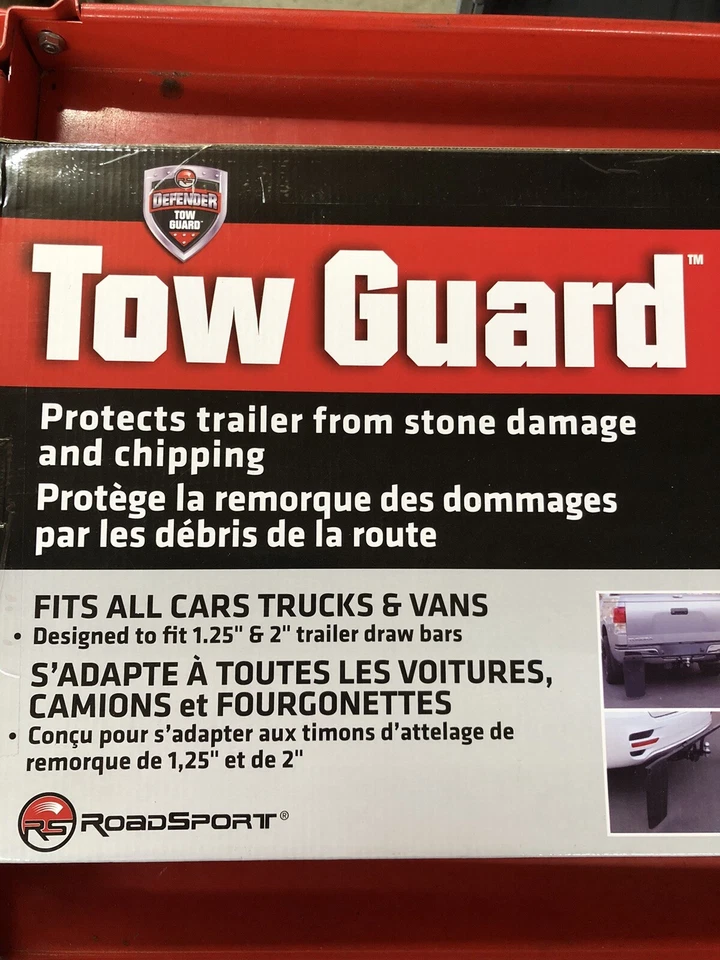 RS
DEFENDER
TOW
GUARD™
Tow Guard™
Protects trailer from stone damage
and chipping
Protège la remorque des dommages
par les débris de la route
FITS ALL CARS TRUCKS & VANS
• Designed to fit 1.25" & 2" trailer draw bars
S’ADAPTE À TOUTES LES VOITURES,
CAMIONS et FOURGONETTES
• Conçu pour s’adapter aux timons d’attelage de
remorque de 1,25" et de 2"
RS ROADSPORT®